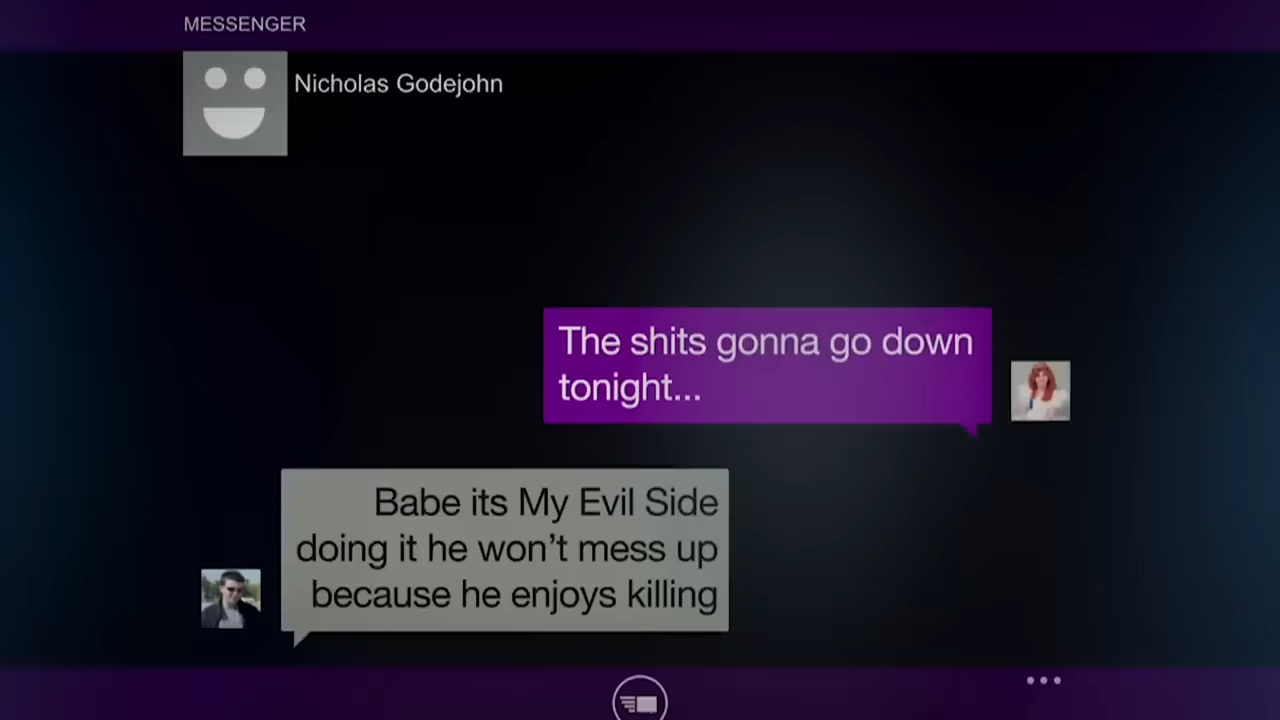 MESSENGER
Nicholas Godejohn
The shits gonna go down
tonight...
Babe its My Evil Side
doing it he won't mess up
because he enjoys killing